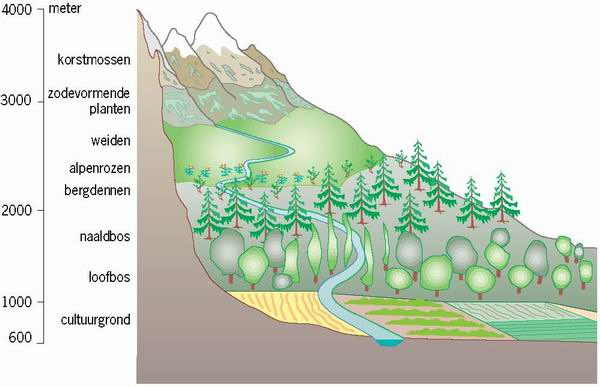 4000 meter
korstmossen
3000
zodevormende
planten
weiden
alpenrozen
bergdennen
2000
naaldbos
loofbos
1000
cultuurgrond
600